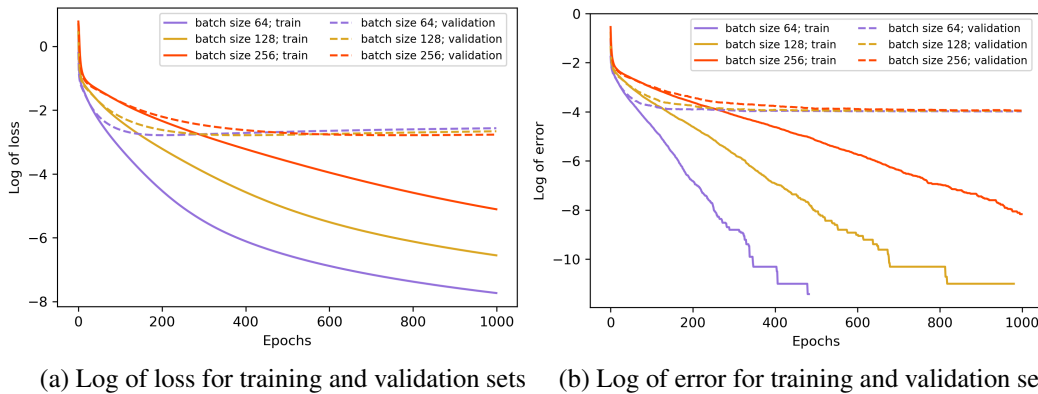 batch size 64; train
batch size 128; train
batch size 256; train
batch size 64; validation
batch size 128; validation
batch size 256; validation
0
−2
−4
−6
−8
Log of loss
0
200
400
600
800
1000
Epochs
(a) Log of loss for training and validation sets
batch size 64; train
batch size 128; train
batch size 256; train
batch size 64; validation
batch size 128; validation
batch size 256; validation
0
−2
−4
−6
−8
−10
Log of error
0
200
400
600
800
1000
Epochs
(b) Log of error for training and validation se